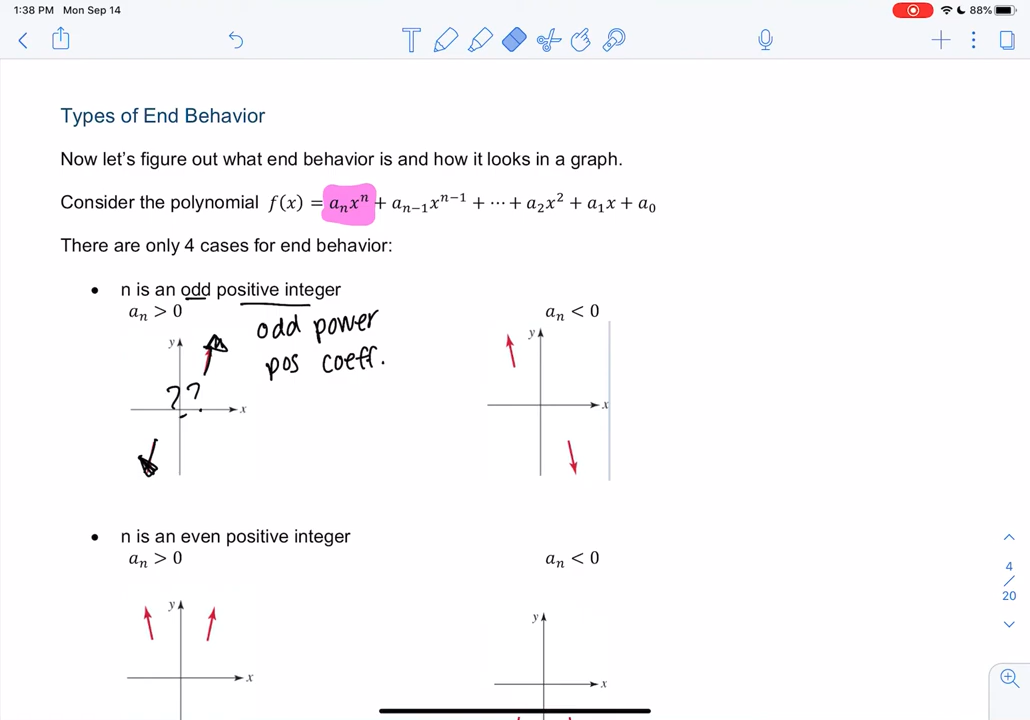 1:38 PM Mon Sep 14 88%
T
Types of End Behavior
Now let's figure out what end behavior is and how it looks in a graph.
Consider the polynomial f(x) = aₙxⁿ + aₙ₋₁xⁿ⁻¹ + ⋯ + a₂x² + a₁x + a₀
There are only 4 cases for end behavior:
• n is an odd positive integer
aₙ > 0 aₙ < 0
odd power
pos coeff.
y y
??
x x
• n is an even positive integer
aₙ > 0 aₙ < 0
y y
x x
4
/
20